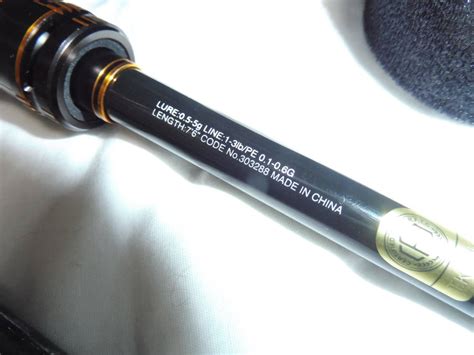 LURE:0.5-5g LINE:1-3lb/PE 0.1-0.6G
LENGTH:7'6" CODE No.303288 MADE IN CHINA